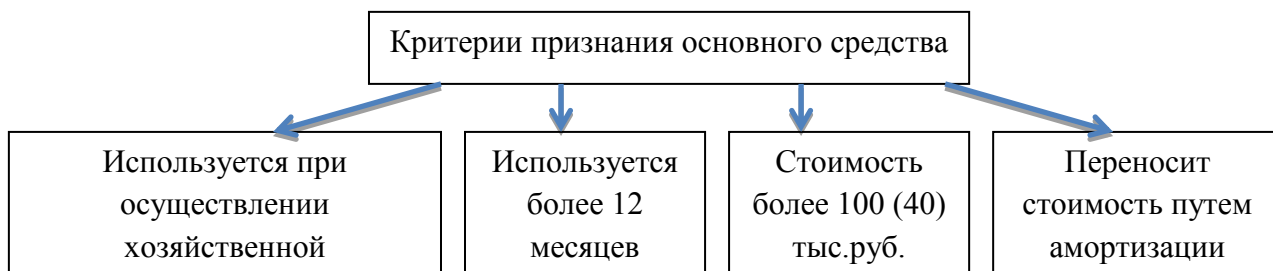 Критерии признания основного средства
Используется при
осуществлении
хозяйственной
Используется
более 12
месяцев
Стоимость
более 100 (40)
тыс.руб.
Переносит
стоимость путем
амортизации